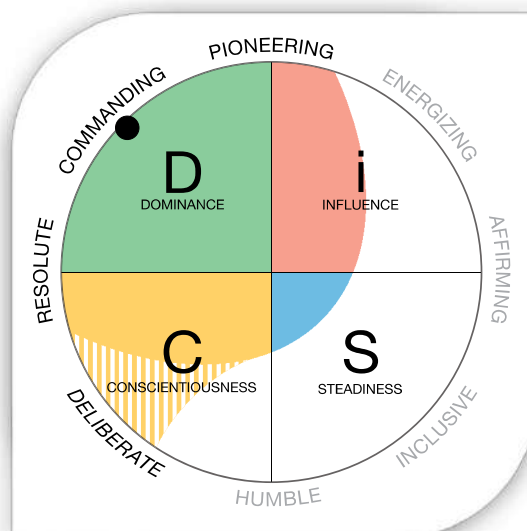 PIONEERING
COMMANDING
ENERGIZING
D
DOMINANCE
i
INFLUENCE
RESOLUTE
AFFIRMING
C
CONSCIENTIOUSNESS
S
STEADINESS
DELIBERATE
INCLUSIVE
HUMBLE